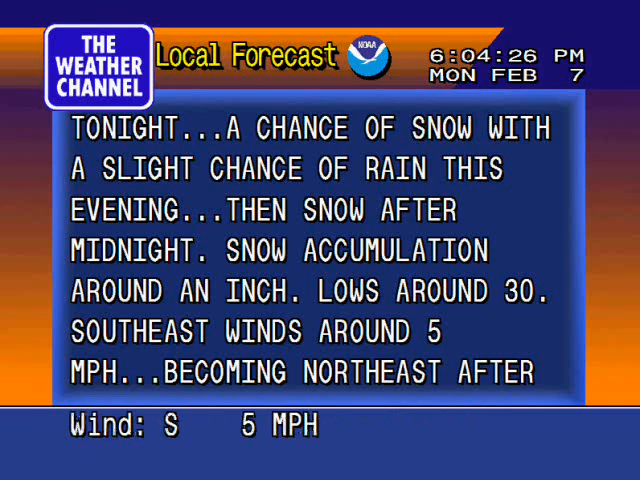 THE
WEATHER
CHANNEL
Local Forecast
NOAA
6:04:26 PM
MON FEB 7
TONIGHT...A CHANCE OF SNOW WITH
A SLIGHT CHANCE OF RAIN THIS
EVENING...THEN SNOW AFTER
MIDNIGHT. SNOW ACCUMULATION
AROUND AN INCH. LOWS AROUND 30.
SOUTHEAST WINDS AROUND 5
MPH...BECOMING NORTHEAST AFTER
Wind: S 5 MPH